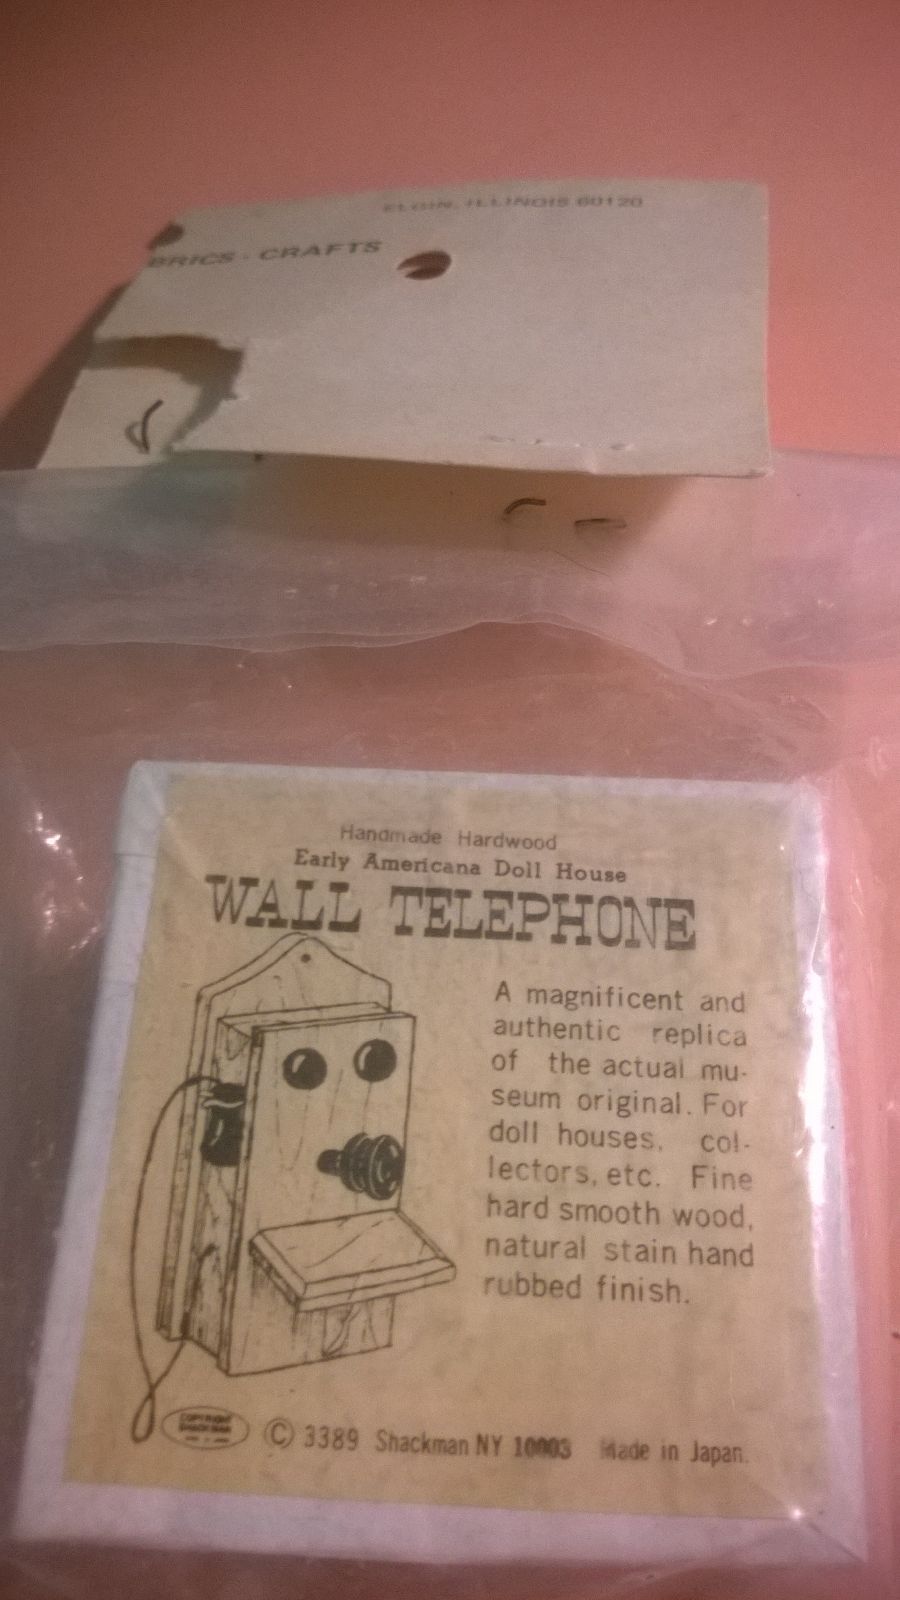 ELGIN, ILLINOIS 60120
BRICS - CRAFTS
Handmade Hardwood
Early Americana Doll House
WALL TELEPHONE
A magnificent and
authentic replica
of the actual mu-
seum original. For
doll houses, col-
lectors, etc. Fine
hard smooth wood,
natural stain hand
rubbed finish.
COPYRIGHT
SHACKMAN
© 3389 Shackman NY 10003 Made in Japan.